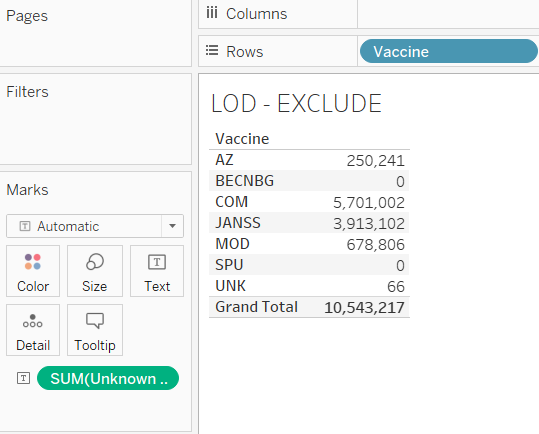 Pages
Columns
Rows
Vaccine
Filters
LOD - EXCLUDE
Vaccine
AZ 250,241
BECNBG 0
COM 5,701,002
JANSS 3,913,102
MOD 678,806
SPU 0
UNK 66
Grand Total 10,543,217
Marks
T Automatic
Color Size T Text
Detail Tooltip
T SUM(Unknown ..